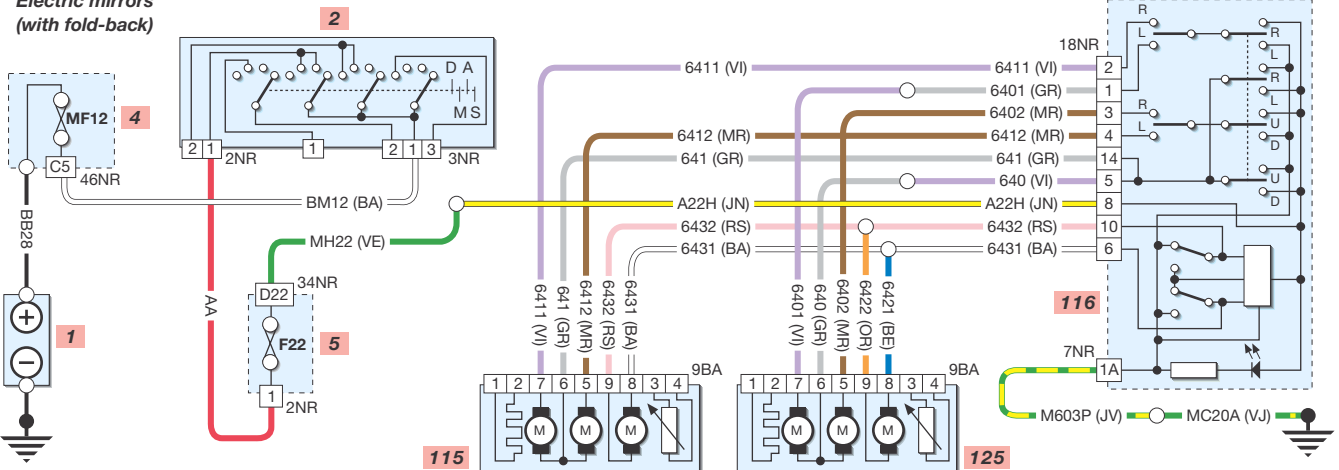 Electric mirrors
(with fold-back)
2
D A
M S
2 1 2NR 1 2 1 3 3NR
MF12
4
C5
46NR
BM12 (BA)
BB28
A22H (JN)
MH22 (VE)
AA
D22
34NR
F22
5
1
2NR
+
−
1
6411 (VI)
6412 (MR)
641 (GR)
6432 (RS)
6431 (BA)
6411 (VI)
6401 (GR)
6402 (MR)
6412 (MR)
641 (GR)
640 (VI)
A22H (JN)
6432 (RS)
6431 (BA)
18NR
2
1
3
4
14
5
8
10
6
R
L
R
L
R
L
R
L
U
D
U
D
116
7NR
1A
M603P (JV)
MC20A (VJ)
6411 (VI)
641 (GR)
6412 (MR)
6432 (RS)
6431 (BA)
6401 (VI)
640 (GR)
6402 (MR)
6422 (OR)
6421 (BE)
1 2 7 6 5 9 8 3 4
9BA
M M M
115
1 2 7 6 5 9 8 3 4
9BA
M M M
125